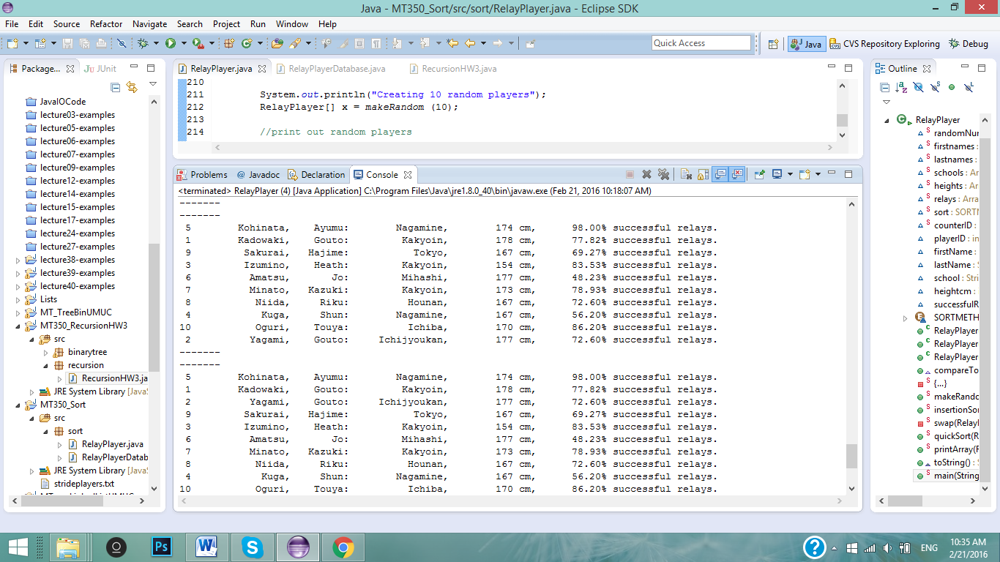 Java - MT350_Sort/src/sort/RelayPlayer.java - Eclipse SDK
File Edit Source Refactor Navigate Search Project Run Window Help
Quick Access
Java CVS Repository Exploring Debug
Package... JUnit
JavaIOCode
lecture03-examples
lecture05-examples
lecture06-examples
lecture07-examples
lecture09-examples
lecture12-examples
lecture14-examples
lecture15-examples
lecture17-examples
lecture24-examples
lecture27-examples
lecture38-examples
lecture39-examples
lecture40-examples
Lists
MT_TreeBinUMUC
MT350_RecursionHW3
src
binarytree
recursion
RecursionHW3.ja
JRE System Library [JavaS
MT350_Sort
src
sort
RelayPlayer.java
RelayPlayerDatab
JRE System Library [JavaS
strideplayers.txt
RelayPlayer.java RelayPlayerDatabase.java RecursionHW3.java
210
211 System.out.println("Creating 10 random players");
212 RelayPlayer[] x = makeRandom (10);
213
214 //print out random players
Problems @ Javadoc Declaration Console
<terminated> RelayPlayer (4) [Java Application] C:\Program Files\Java\jre1.8.0_40\bin\javaw.exe (Feb 21, 2016 10:18:07 AM)
-------
-------
5 Kohinata, Ayumu: Nagamine, 174 cm, 98.00% successful relays.
1 Kadowaki, Gouto: Kakyoin, 178 cm, 77.82% successful relays.
9 Sakurai, Hajime: Tokyo, 167 cm, 69.27% successful relays.
3 Izumino, Heath: Kakyoin, 154 cm, 83.53% successful relays.
6 Amatsu, Jo: Mihashi, 177 cm, 48.23% successful relays.
7 Minato, Kazuki: Kakyoin, 173 cm, 78.93% successful relays.
8 Niida, Riku: Hounan, 167 cm, 72.60% successful relays.
4 Kuga, Shun: Nagamine, 167 cm, 56.20% successful relays.
10 Oguri, Touya: Ichiba, 170 cm, 86.20% successful relays.
2 Yagami, Gouto: Ichijyoukan, 177 cm, 72.60% successful relays.
-------
-------
5 Kohinata, Ayumu: Nagamine, 174 cm, 98.00% successful relays.
1 Kadowaki, Gouto: Kakyoin, 178 cm, 77.82% successful relays.
2 Yagami, Gouto: Ichijyoukan, 177 cm, 72.60% successful relays.
9 Sakurai, Hajime: Tokyo, 167 cm, 69.27% successful relays.
3 Izumino, Heath: Kakyoin, 154 cm, 83.53% successful relays.
6 Amatsu, Jo: Mihashi, 177 cm, 48.23% successful relays.
7 Minato, Kazuki: Kakyoin, 173 cm, 78.93% successful relays.
8 Niida, Riku: Hounan, 167 cm, 72.60% successful relays.
4 Kuga, Shun: Nagamine, 167 cm, 56.20% successful relays.
10 Oguri, Touya: Ichiba, 170 cm, 86.20% successful relays.
Outline
RelayPlayer
randomNur
firstnames :
lastnames :
schools : Ar
heights : Ar
relays : Arra
sort : SORTM
counterID :
playerID : in
firstName :
lastName : S
school : Stri
heightcm :
successfulR
SORTMETH
RelayPlayer
RelayPlayer
RelayPlayer
compareTo
{...}
makeRando
insertionSor
swap(Relayl
quickSort(R
printArray(F
toString() : S
main(String
Ps
ENG
10:35 AM
2/21/2016